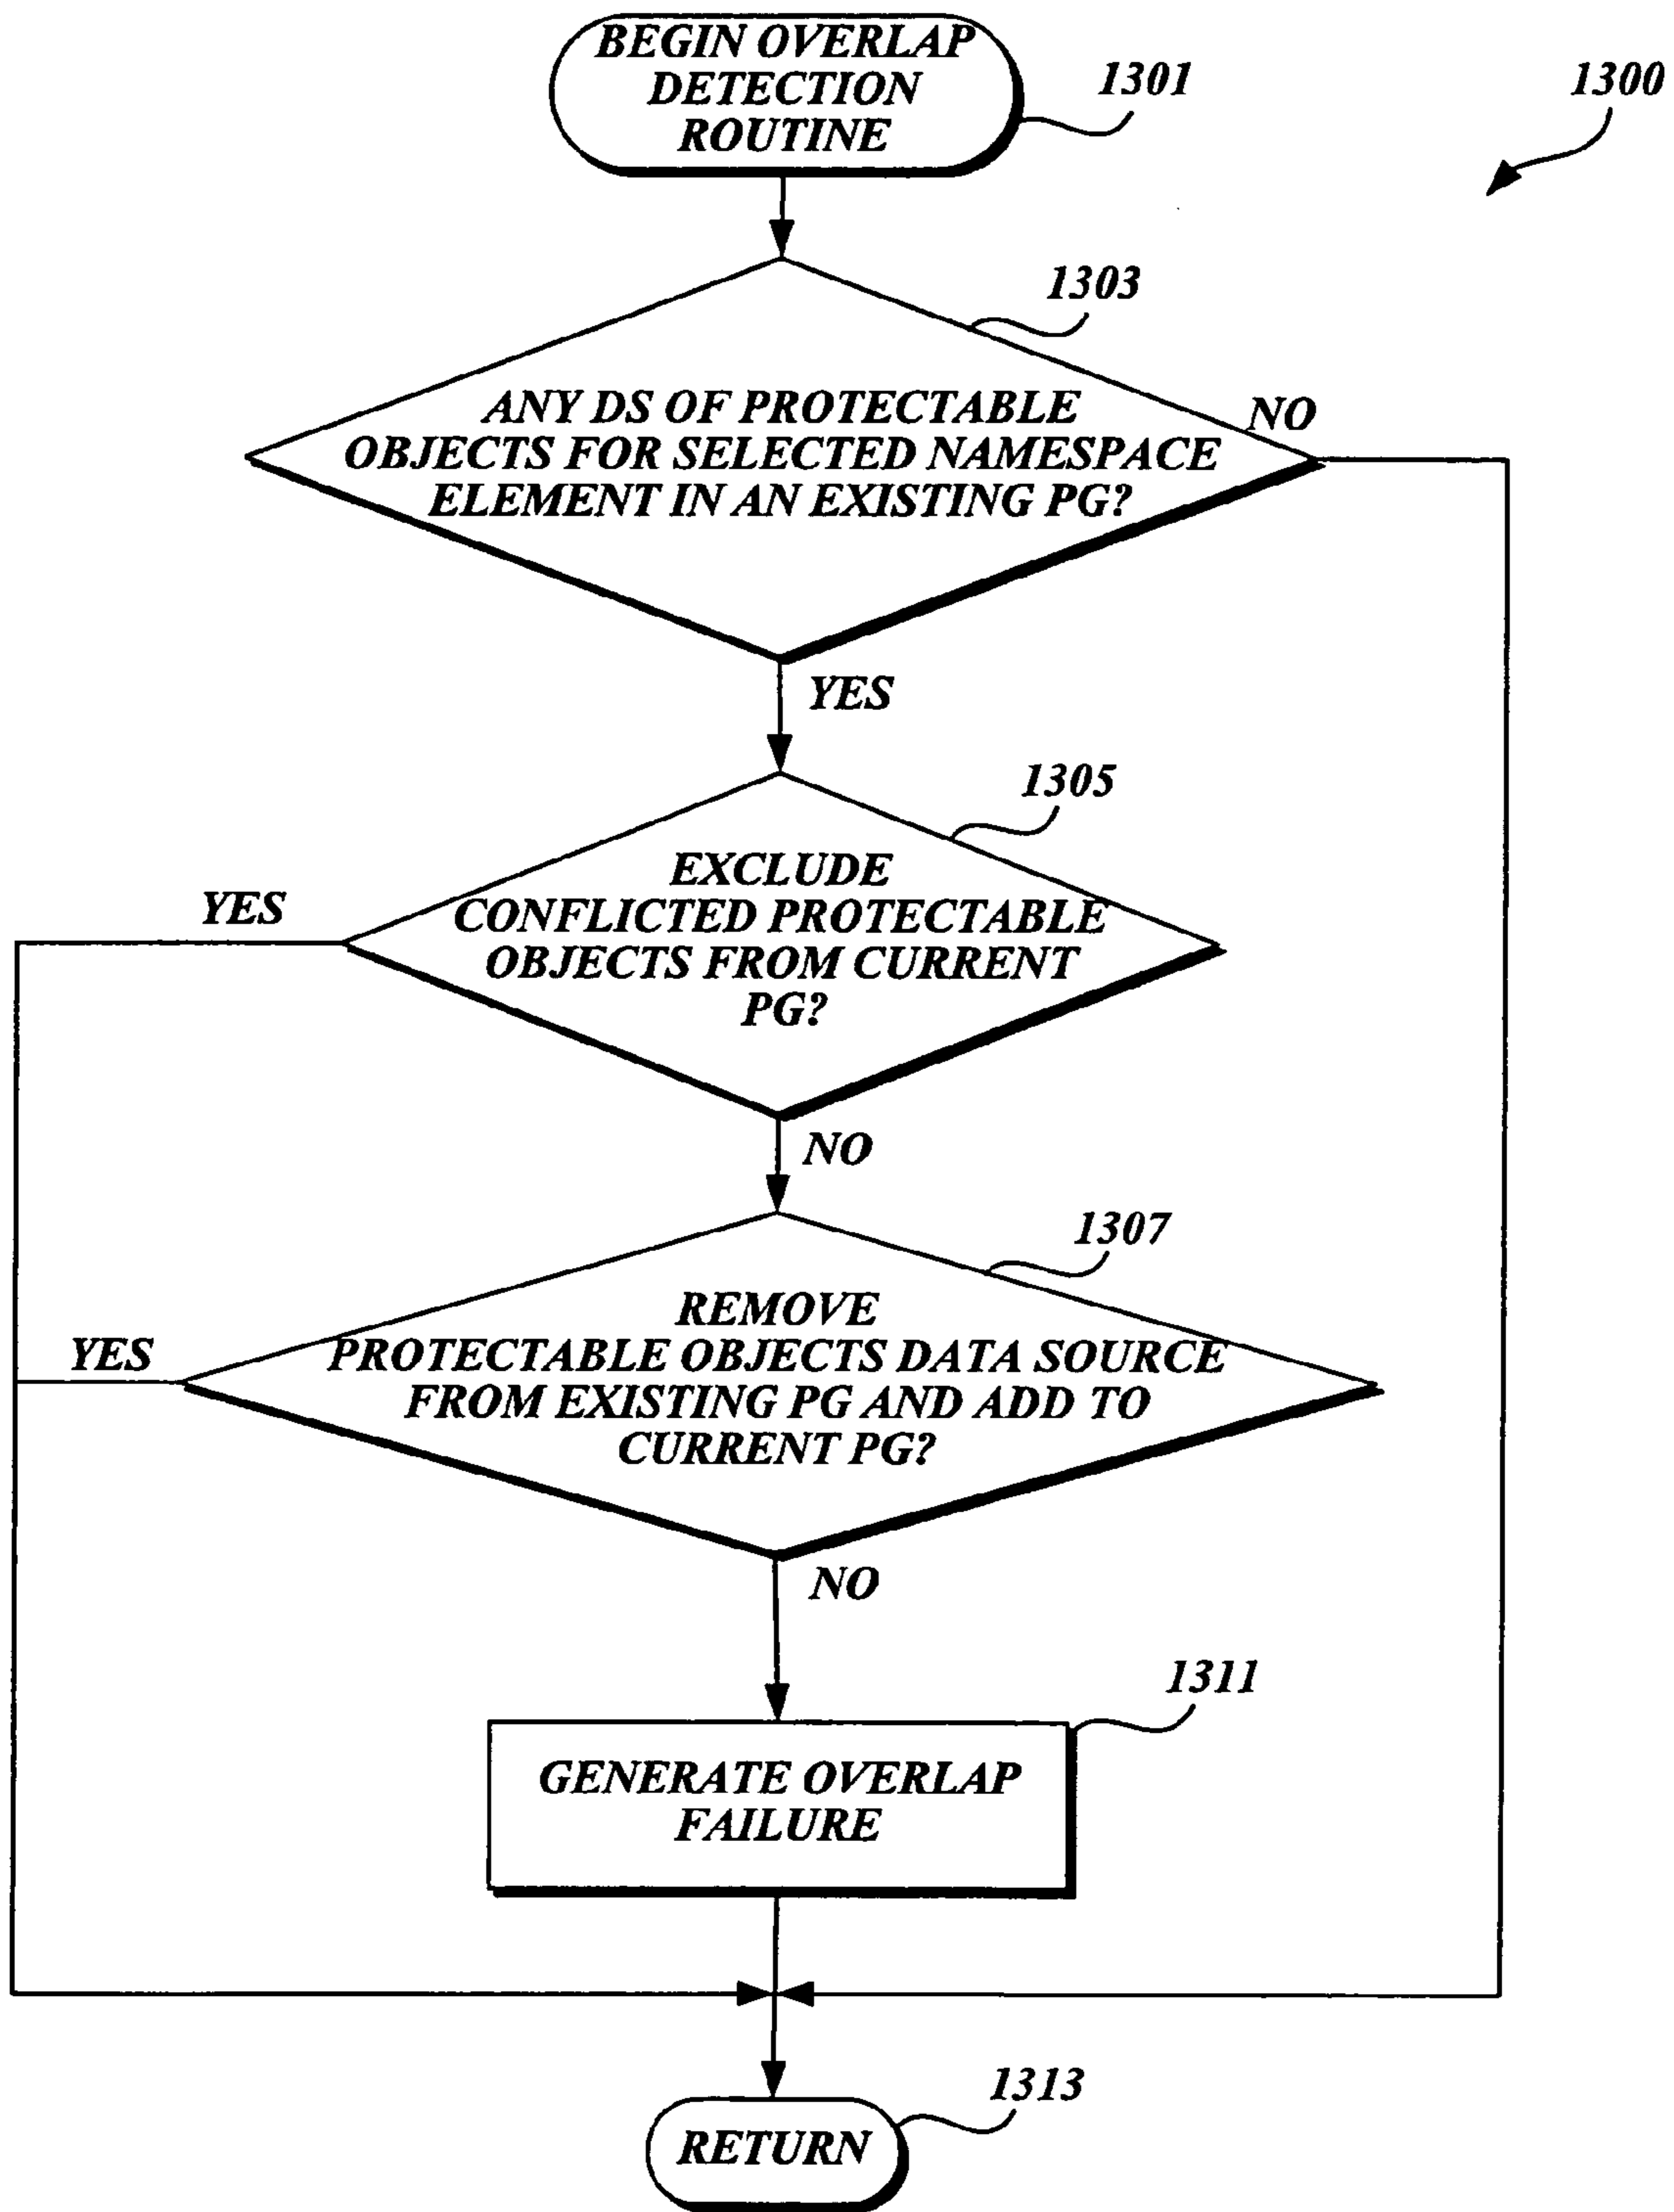 BEGIN OVERLAP
DETECTION
ROUTINE
1301
1300
1303
ANY DS OF PROTECTABLE
OBJECTS FOR SELECTED NAMESPACE
ELEMENT IN AN EXISTING PG?
NO
YES
1305
EXCLUDE
CONFLICTED PROTECTABLE
OBJECTS FROM CURRENT
PG?
YES
NO
1307
REMOVE
PROTECTABLE OBJECTS DATA SOURCE
FROM EXISTING PG AND ADD TO
CURRENT PG?
YES
NO
1311
GENERATE OVERLAP
FAILURE
1313
RETURN